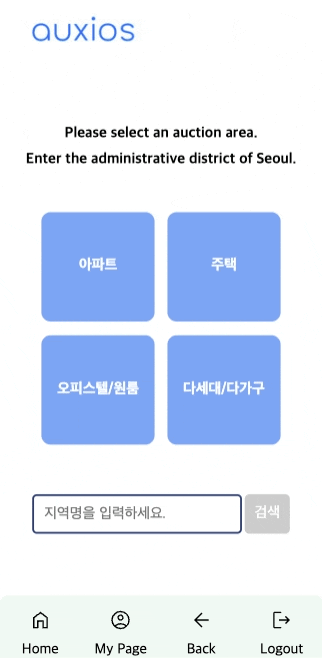 auxios
Please select an auction area.
Enter the administrative district of Seoul.
아파트
주택
오피스텔/원룸
다세대/다가구
지역명을 입력하세요.
검색
Home
My Page
Back
Logout